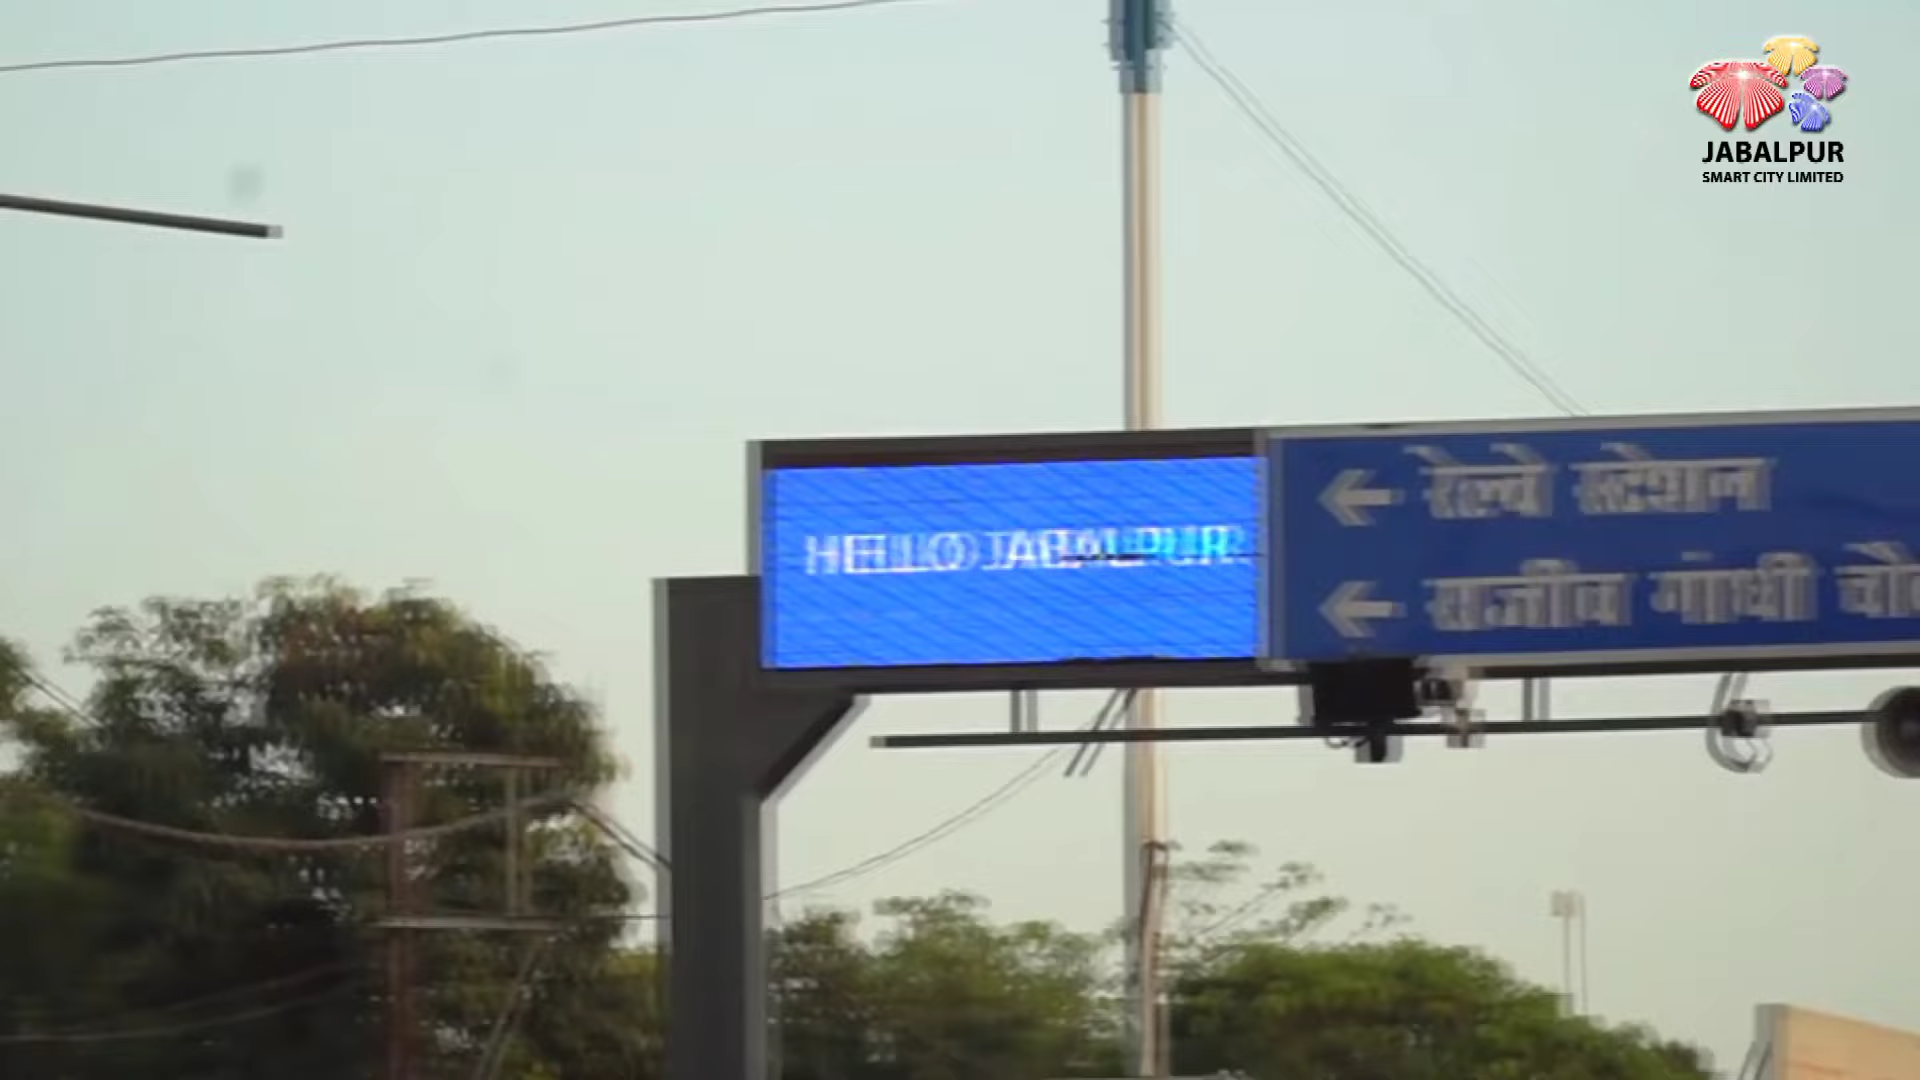 JABALPUR
SMART CITY LIMITED
HELLO JABALPUR
← रेल्वे स्टेशन
← राजीव गांधी